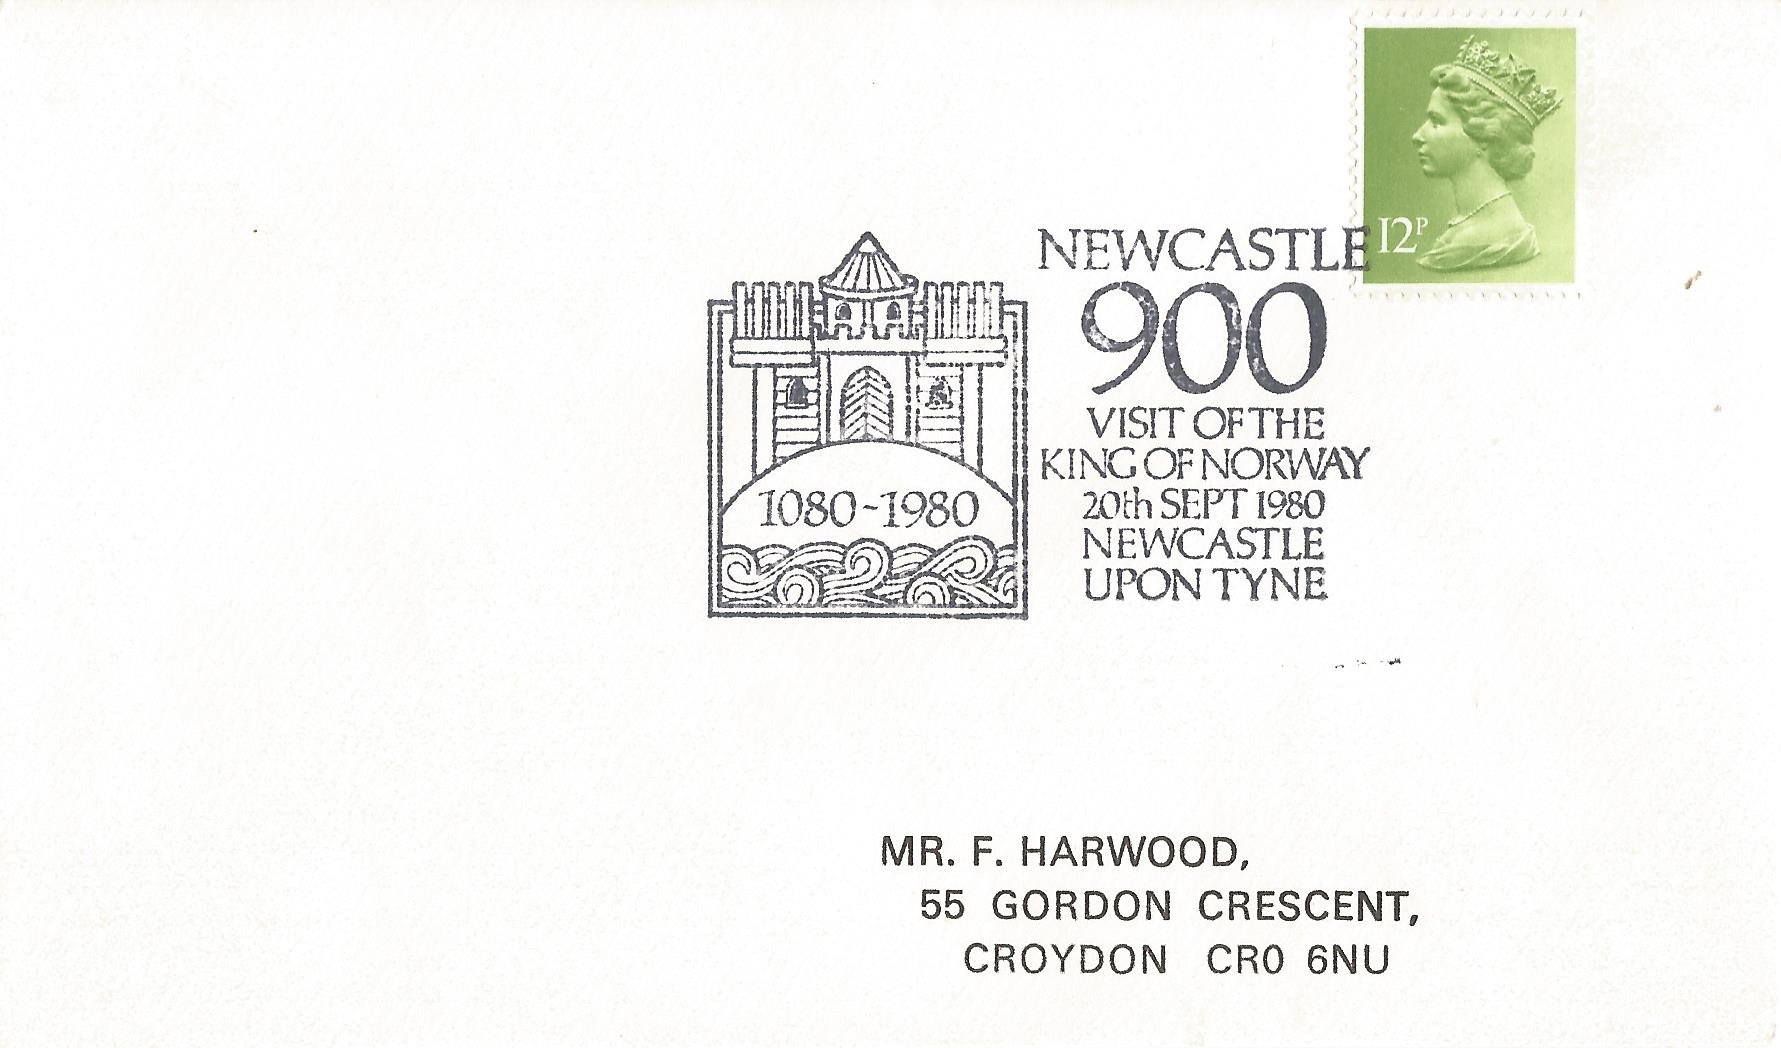 12P
NEWCASTLE
900
VISIT OF THE
KING OF NORWAY
20th SEPT 1980
NEWCASTLE
UPON TYNE
1080-1980
MR. F. HARWOOD,
55 GORDON CRESCENT,
CROYDON CR0 6NU